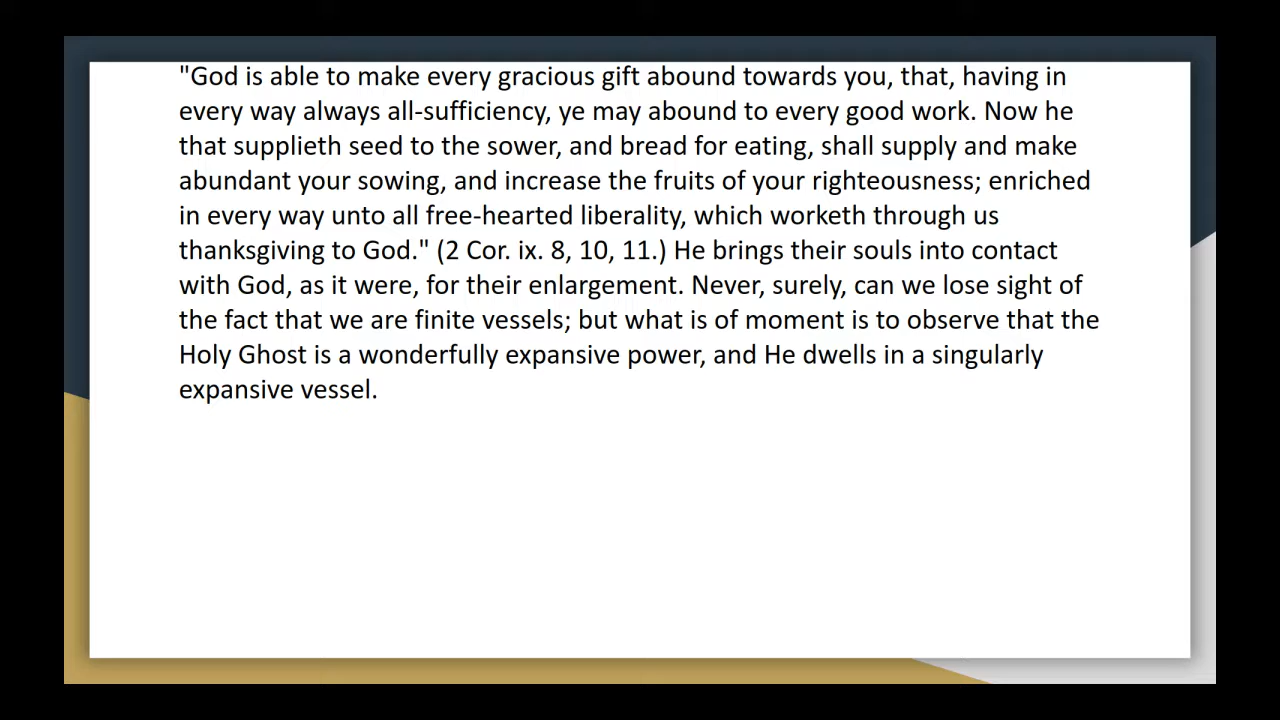 "God is able to make every gracious gift abound towards you, that, having in
every way always all-sufficiency, ye may abound to every good work. Now he
that supplieth seed to the sower, and bread for eating, shall supply and make
abundant your sowing, and increase the fruits of your righteousness; enriched
in every way unto all free-hearted liberality, which worketh through us
thanksgiving to God." (2 Cor. ix. 8, 10, 11.) He brings their souls into contact
with God, as it were, for their enlargement. Never, surely, can we lose sight of
the fact that we are finite vessels; but what is of moment is to observe that the
Holy Ghost is a wonderfully expansive power, and He dwells in a singularly
expansive vessel.